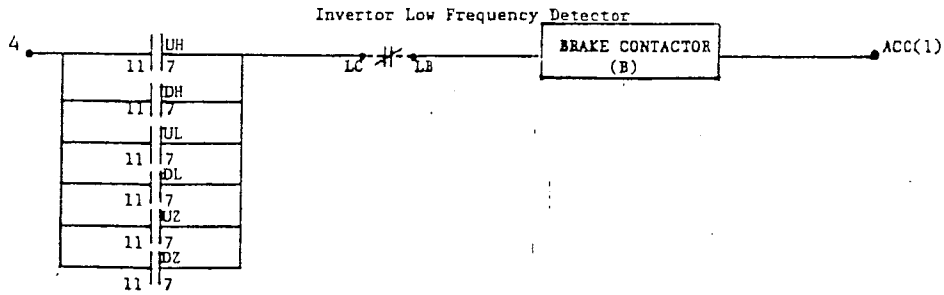 Invertor Low Frequency Detector
4 UH LC LB BRAKE CONTACTOR (B) ACC(1)
11 7
DH
11 7
UL
11 7
DL
11 7
UZ
11 7
DZ
11 7